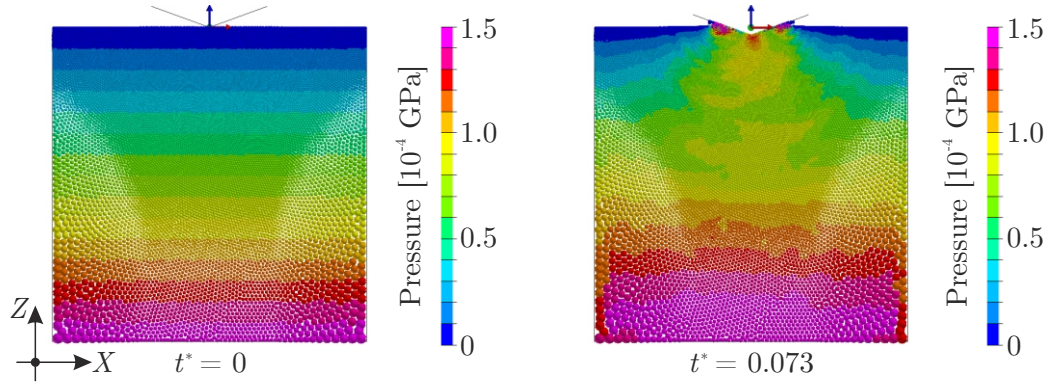 1.5
1.0
0.5
0
Pressure [10⁻⁴ GPa]
Z
X
t* = 0
1.5
1.0
0.5
0
Pressure [10⁻⁴ GPa]
t* = 0.073